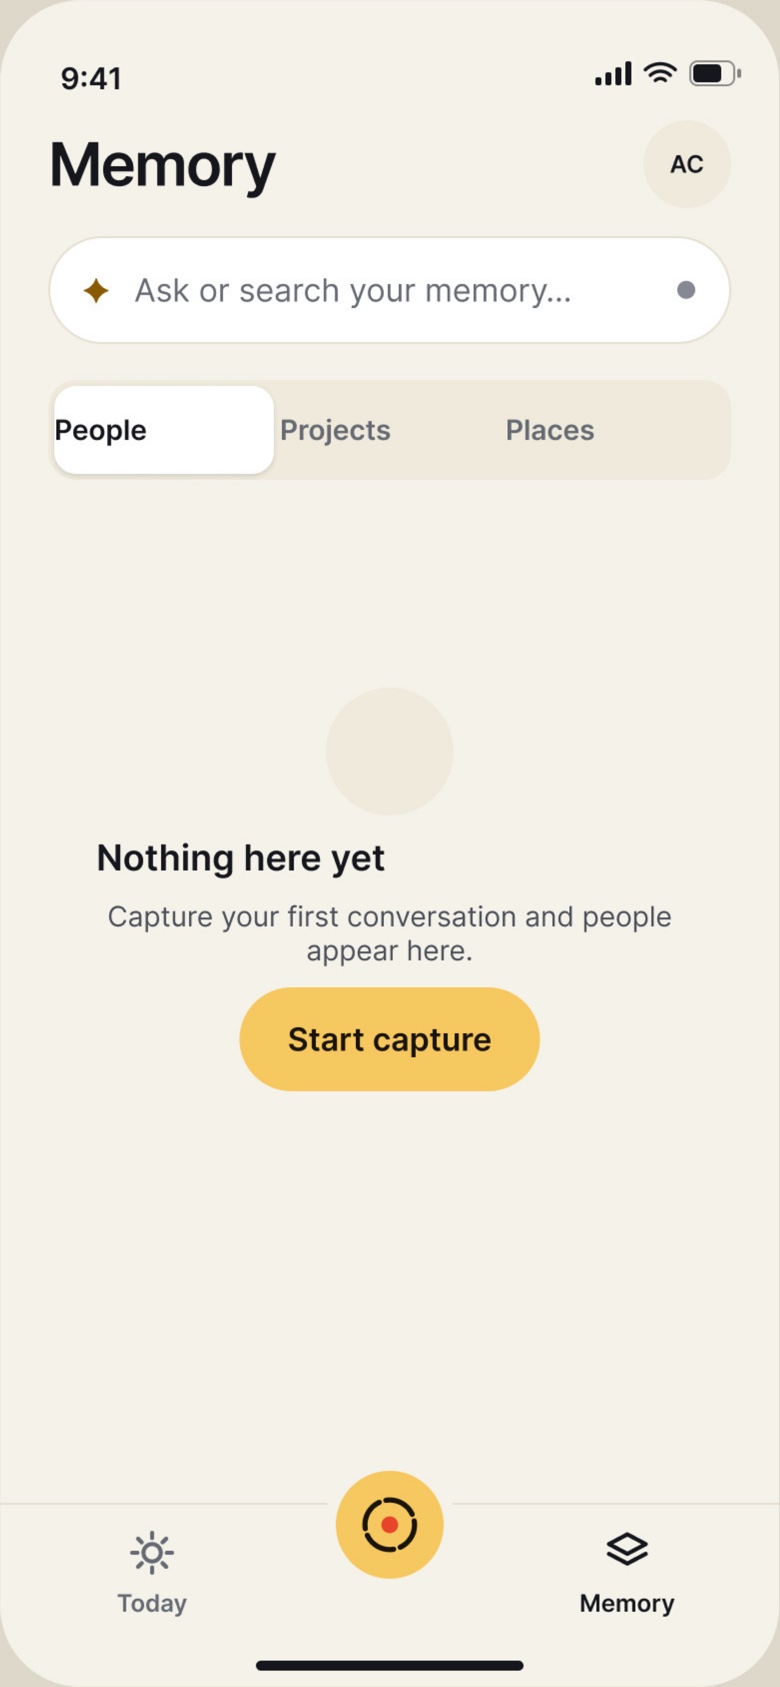 9:41
Memory
AC
Ask or search your memory...
People
Projects
Places
Nothing here yet
Capture your first conversation and people
appear here.
Start capture
Today
Memory